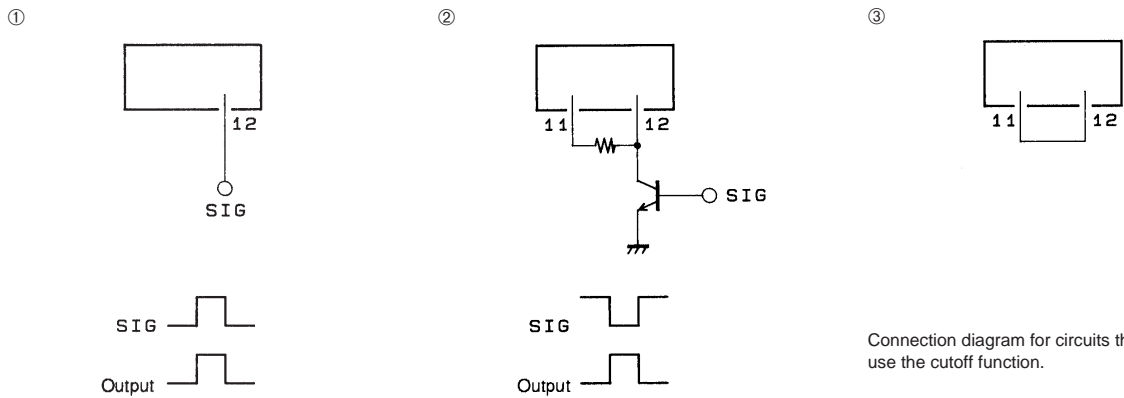 ①
12
SIG
SIG
Output
②
11 12
SIG
SIG
Output
③
11 12
Connection diagram for circuits
use the cutoff function.